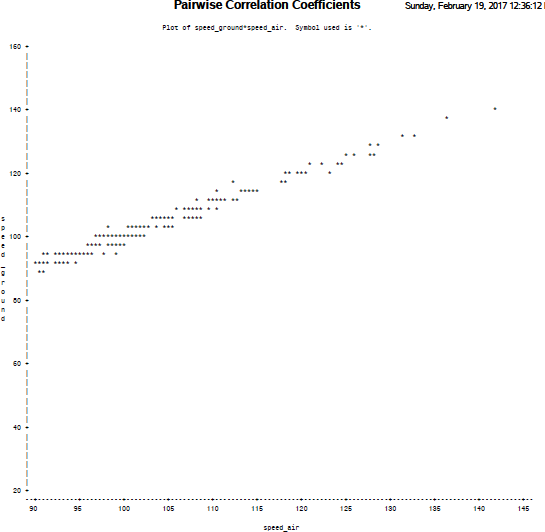 Pairwise Correlation Coefficients
Sunday, February 19, 2017 12:36:12
Plot of speed_ground*speed_air. Symbol used is '*'.
160
140
120
100
80
60
40
20
speed_ground
90 95 100 105 110 115 120 125 130 135 140 145
speed_air